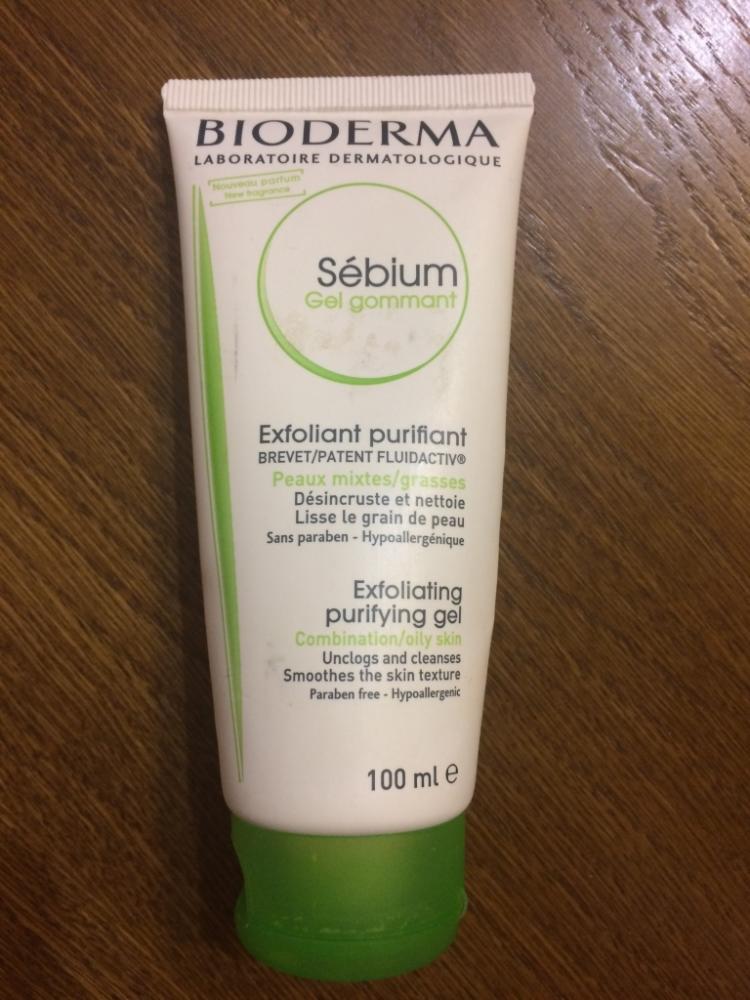 BIODERMA
LABORATOIRE DERMATOLOGIQUE
Nouveau parfum
New fragrance
Sébium
Gel gommant
Exfoliant purifiant
BREVET/PATENT FLUIDACTIV®
Peaux mixtes/grasses
Désincruste et nettoie
Lisse le grain de peau
Sans paraben - Hypoallergénique
Exfoliating
purifying gel
Combination/oily skin
Unclogs and cleanses
Smoothes the skin texture
Paraben free - Hypoallergenic
100 ml ℮